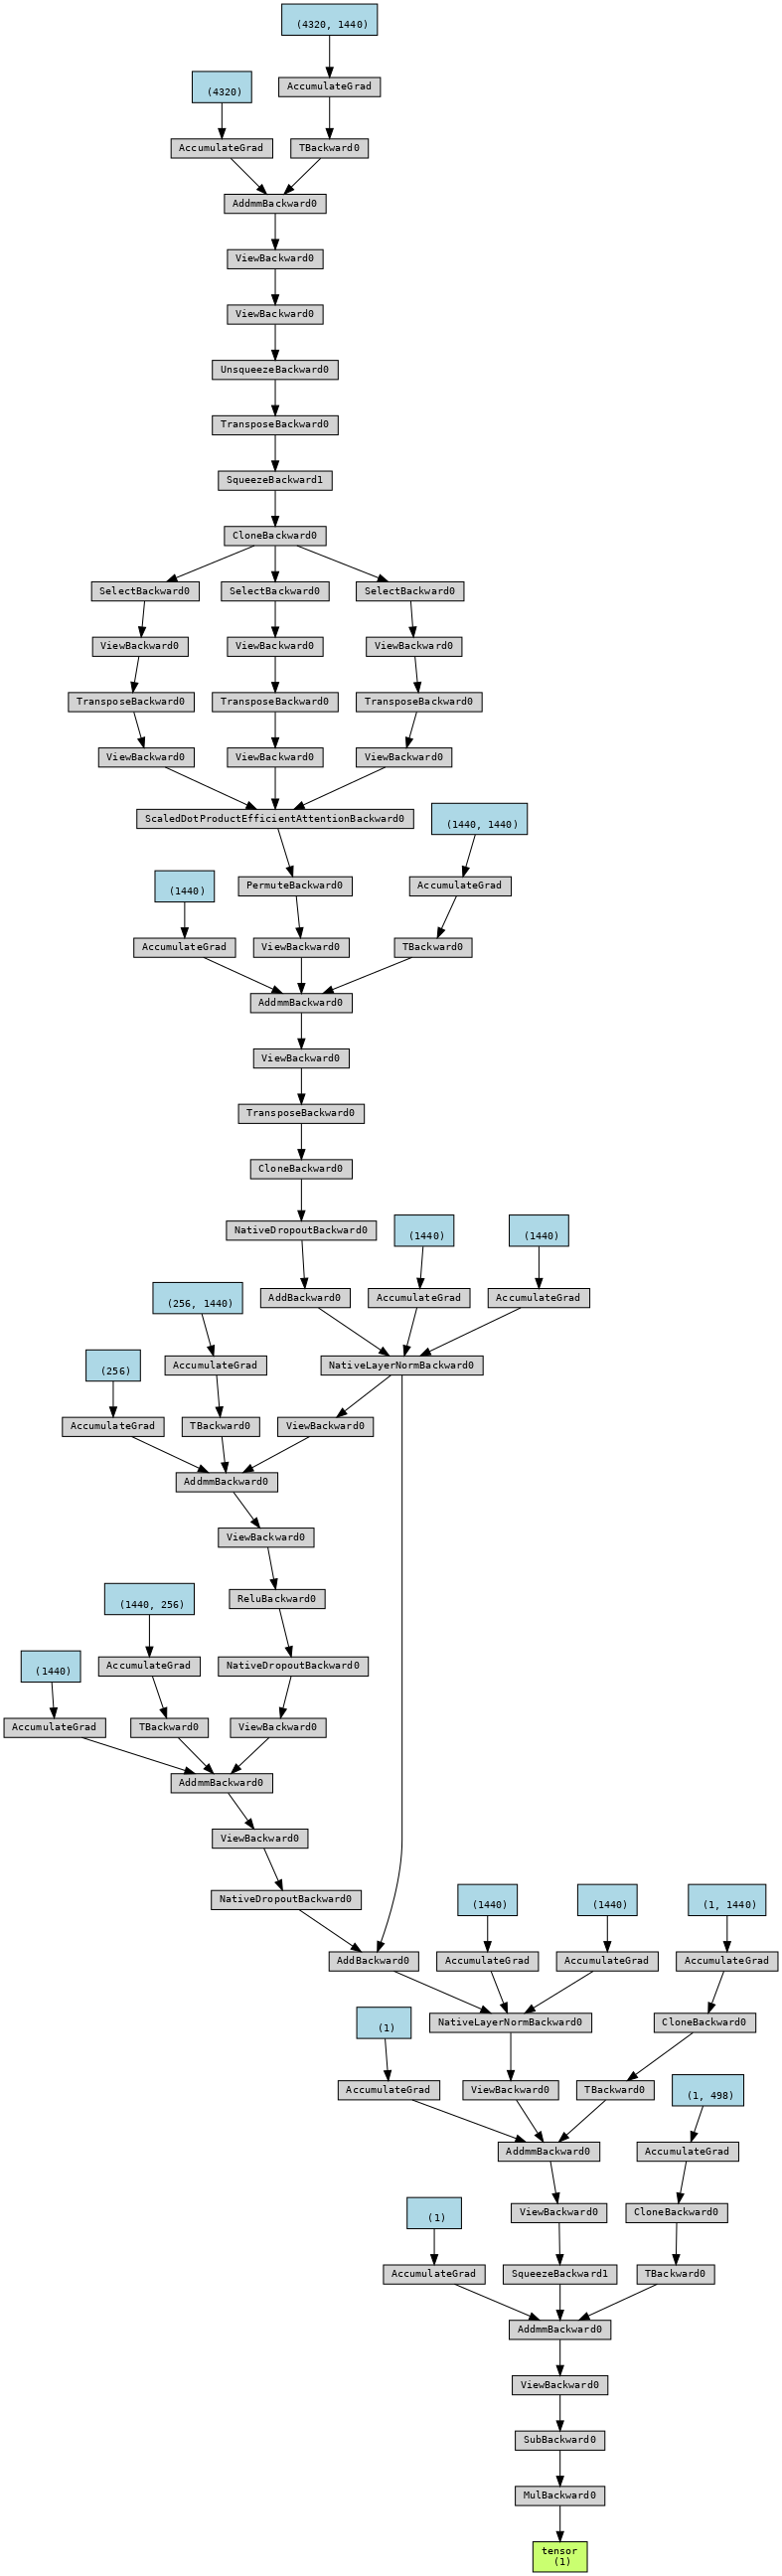 (4320, 1440)
(4320)
AccumulateGrad
AccumulateGrad
TBackward0
AddmmBackward0
ViewBackward0
ViewBackward0
UnsqueezeBackward0
TransposeBackward0
SqueezeBackward1
CloneBackward0
SelectBackward0
SelectBackward0
SelectBackward0
ViewBackward0
ViewBackward0
ViewBackward0
TransposeBackward0
TransposeBackward0
TransposeBackward0
ViewBackward0
ViewBackward0
ViewBackward0
ScaledDotProductEfficientAttentionBackward0
(1440, 1440)
(1440)
PermuteBackward0
AccumulateGrad
AccumulateGrad
ViewBackward0
TBackward0
AddmmBackward0
ViewBackward0
TransposeBackward0
CloneBackward0
NativeDropoutBackward0
(1440)
(1440)
(256, 1440)
AddBackward0
AccumulateGrad
AccumulateGrad
(256)
AccumulateGrad
NativeLayerNormBackward0
AccumulateGrad
TBackward0
ViewBackward0
AddmmBackward0
ViewBackward0
(1440, 256)
ReluBackward0
(1440)
AccumulateGrad
NativeDropoutBackward0
AccumulateGrad
TBackward0
ViewBackward0
AddmmBackward0
ViewBackward0
NativeDropoutBackward0
(1440)
(1440)
(1, 1440)
AddBackward0
AccumulateGrad
AccumulateGrad
AccumulateGrad
(1)
NativeLayerNormBackward0
CloneBackward0
AccumulateGrad
ViewBackward0
TBackward0
(1, 498)
AddmmBackward0
AccumulateGrad
(1)
ViewBackward0
CloneBackward0
AccumulateGrad
SqueezeBackward1
TBackward0
AddmmBackward0
ViewBackward0
SubBackward0
MulBackward0
tensor
(1)